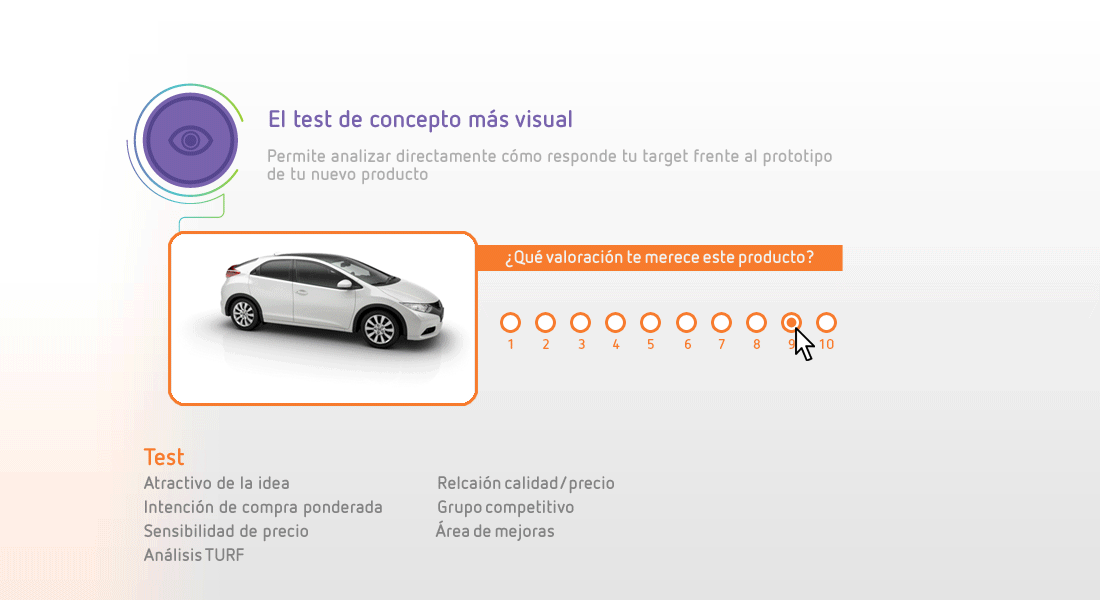 El test de concepto más visual
Permite analizar directamente cómo responde tu target frente al prototipo
de tu nuevo producto
¿Qué valoración te merece este producto?
1 2 3 4 5 6 7 8 9 10
Test
Atractivo de la idea
Intención de compra ponderada
Sensibilidad de precio
Análisis TURF
Relcaión calidad/precio
Grupo competitivo
Área de mejoras